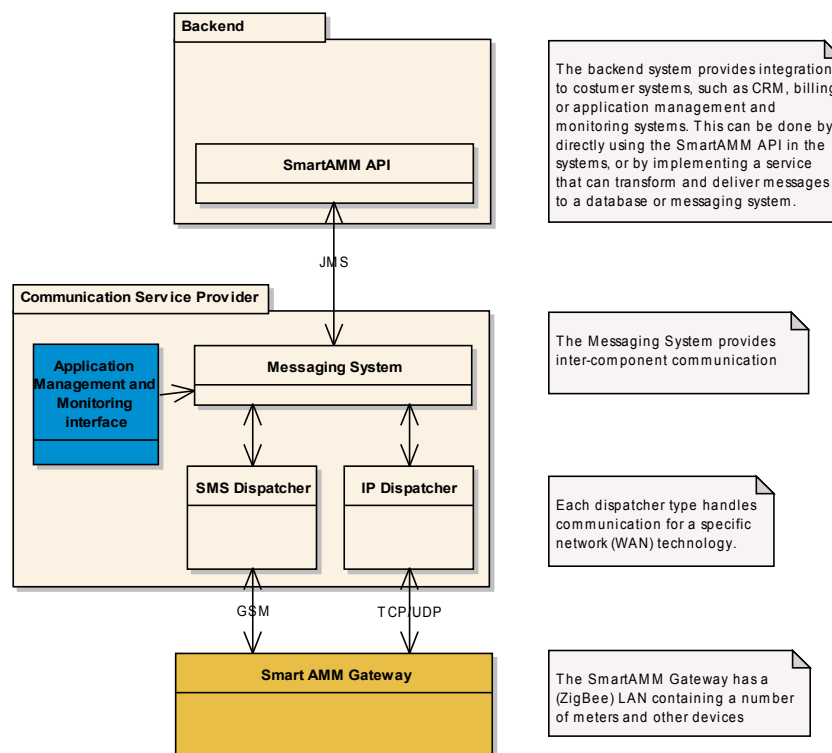 Backend
SmartAMM API
JMS
Communication Service Provider
Application
Management and
Monitoring
interface
Messaging System
SMS Dispatcher
IP Dispatcher
GSM
TCP/UDP
Smart AMM Gateway
The backend system provides integration
to costumer systems, such as CRM, billing
or application management and
monitoring systems. This can be done by
directly using the SmartAMM API in the
systems, or by implementing a service
that can transform and deliver messages
to a database or messaging system.
The Messaging System provides
inter-component communication
Each dispatcher type handles
communication for a specific
network (WAN) technology.
The SmartAMM Gateway has a
(ZigBee) LAN containing a number
of meters and other devices